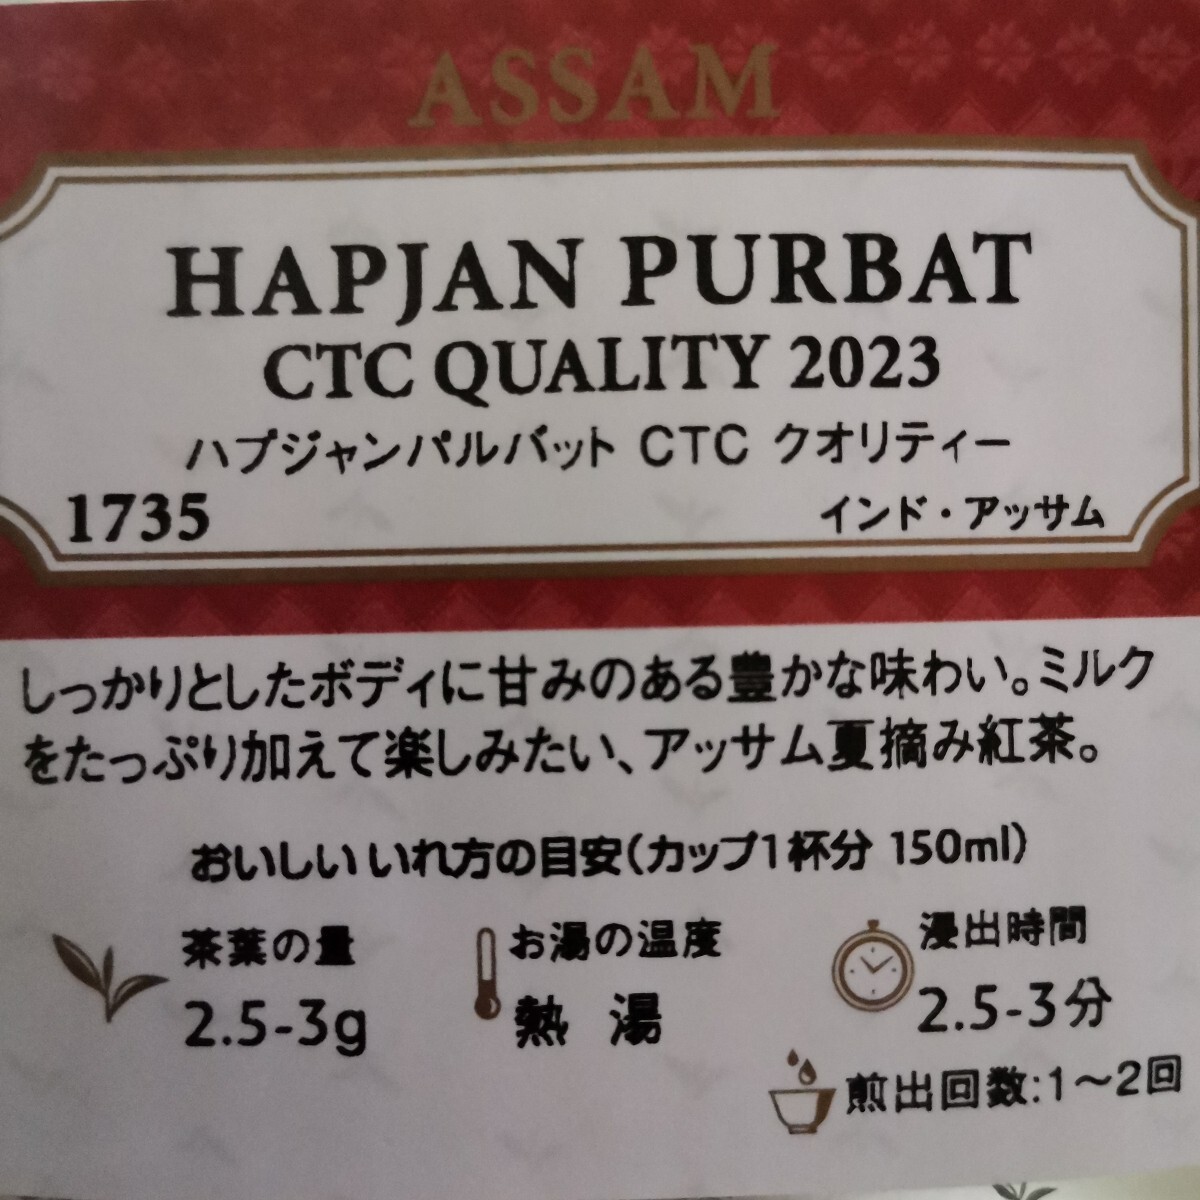 ASSAM
HAPJAN PURBAT
CTC QUALITY 2023
ハプジャンパルバット CTC クオリティー
1735
インド・アッサム
しっかりとしたボディに甘みのある豊かな味わい。ミルク
をたっぷり加えて楽しみたい、アッサム夏摘み紅茶。
おいしいいれ方の目安(カップ1杯分 150ml)
茶葉の量
2.5-3g
お湯の温度
熱 湯
浸出時間
2.5-3分
煎出回数:1〜2回